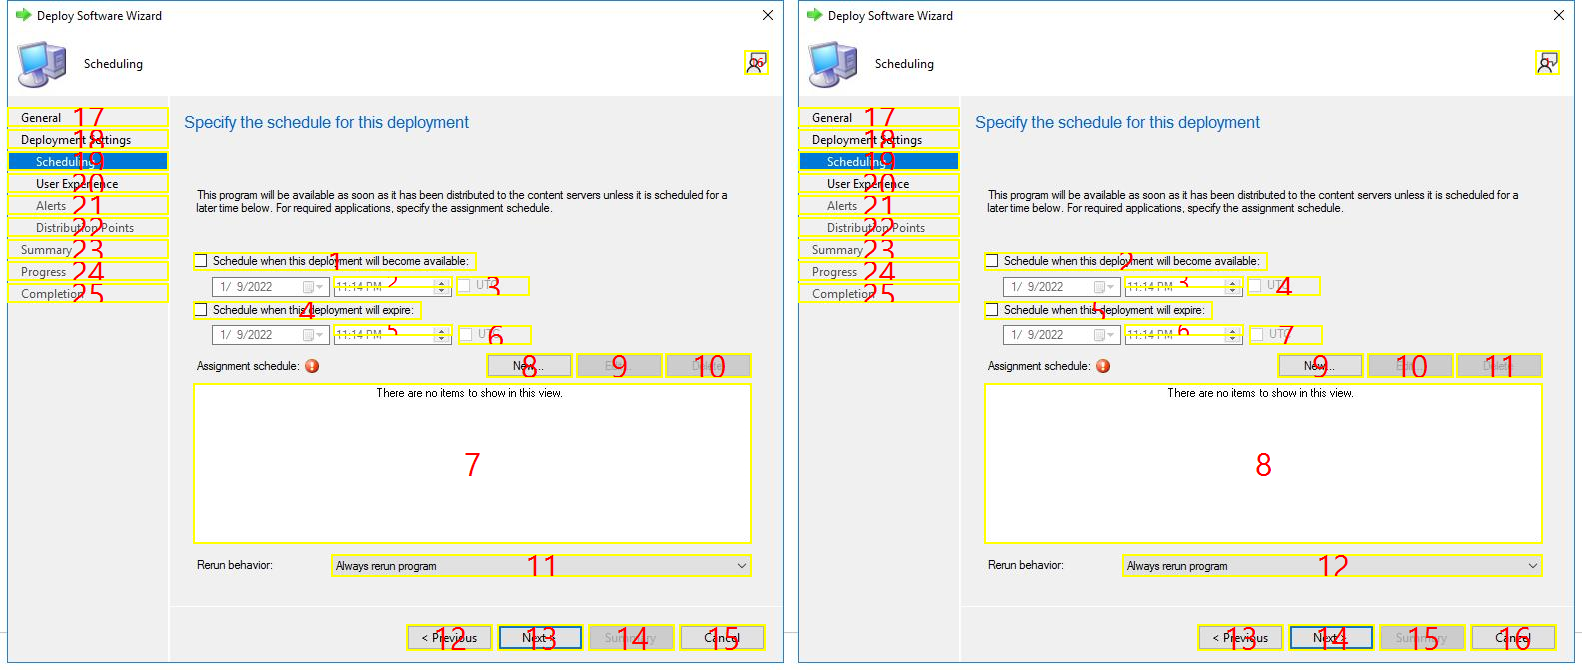 Deploy Software Wizard
Scheduling
16
General 17
Deployment Settings 18
Scheduling 19
User Experience 20
Alerts 21
Distribution Points 22
Summary 23
Progress 24
Completion 25
Specify the schedule for this deployment
This program will be available as soon as it has been distributed to the content servers unless it is scheduled for a
later time below. For required applications, specify the assignment schedule.
Schedule when this deployment will become available: 1
1/ 9/2022 11:14 PM 2 UTC 3
Schedule when this deployment will expire: 4
1/ 9/2022 11:14 PM 5 UTC 6
Assignment schedule: New... 8 Edit... 9 Delete 10
There are no items to show in this view.
7
Rerun behavior: Always rerun program 11
< Previous 12 Next > 13 Summary 14 Cancel 15
Deploy Software Wizard
Scheduling
General 17
Deployment Settings 18
Scheduling 19
User Experience 20
Alerts 21
Distribution Points 22
Summary 23
Progress 24
Completion 25
Specify the schedule for this deployment
This program will be available as soon as it has been distributed to the content servers unless it is scheduled for a
later time below. For required applications, specify the assignment schedule.
Schedule when this deployment will become available: 2
1/ 9/2022 11:14 PM 3 UTC 4
Schedule when this deployment will expire: 5
1/ 9/2022 11:14 PM 6 UTC 7
Assignment schedule: New... 9 Edit... 10 Delete 11
There are no items to show in this view.
8
Rerun behavior: Always rerun program 12
< Previous 13 Next > 14 Summary 15 Cancel 16